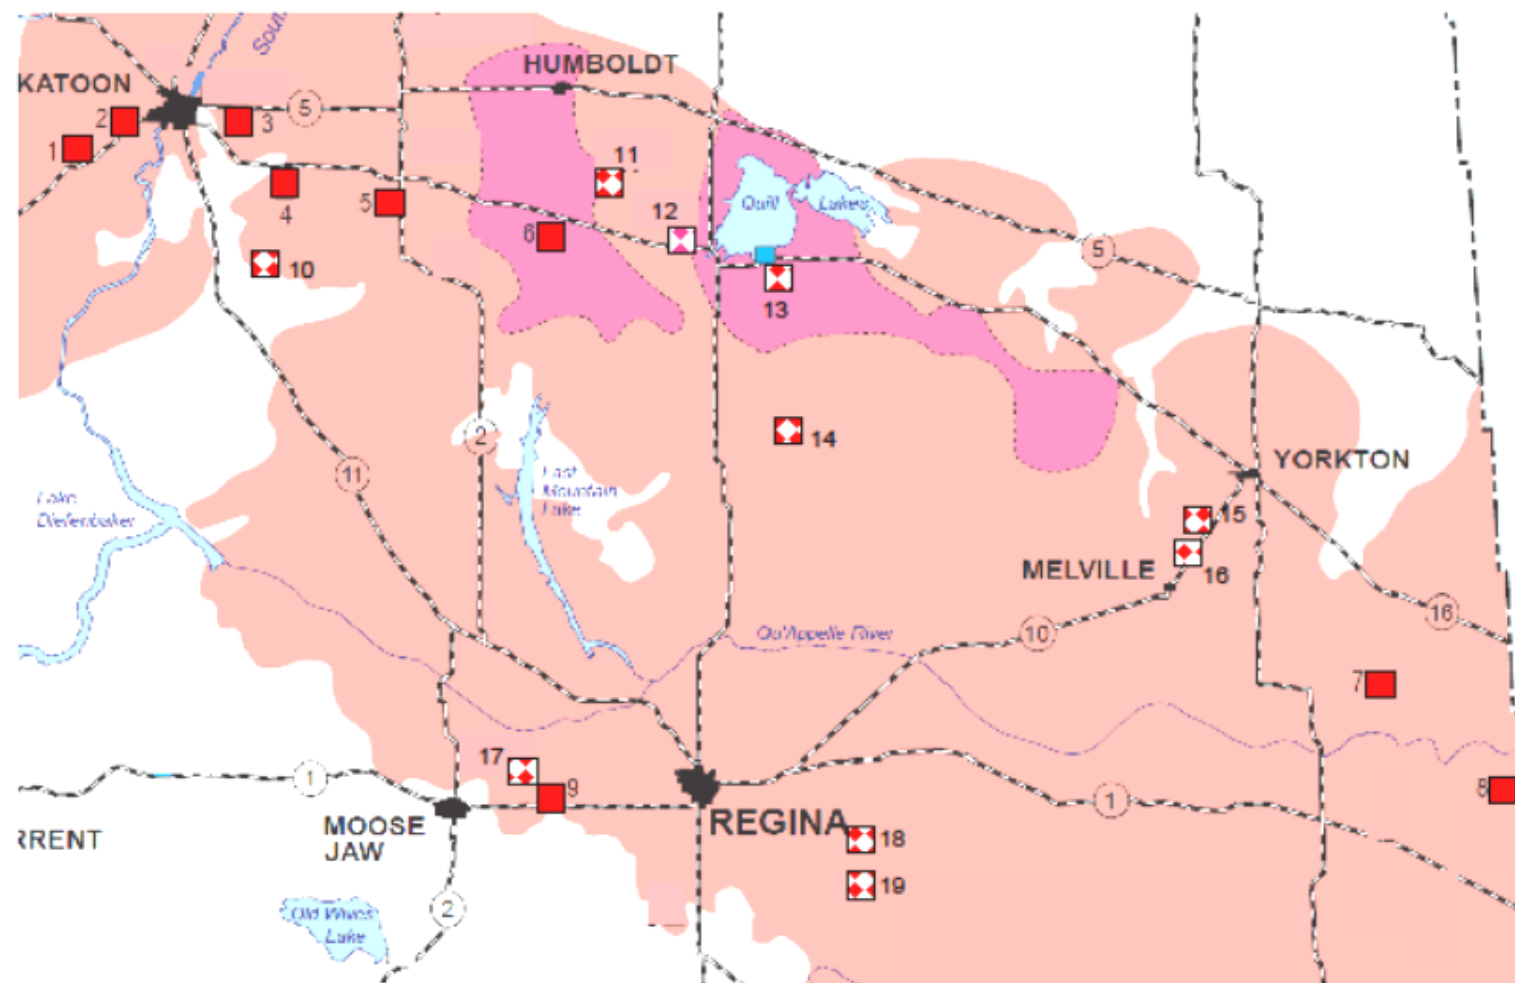 Sout
HUMBOLDT
KATOON
2
3
5
1
11
4
5
12
Quill
Lakes
6
5
10
13
2
14
11
YORKTON
Last
Mountain
Lake
Lake
Diefenbaker
15
MELVILLE
16
16
10
Qu'Appelle River
7
17
9
1
8
1
REGINA
MOOSE
JAW
18
RRENT
19
2
Old Wives
Lake